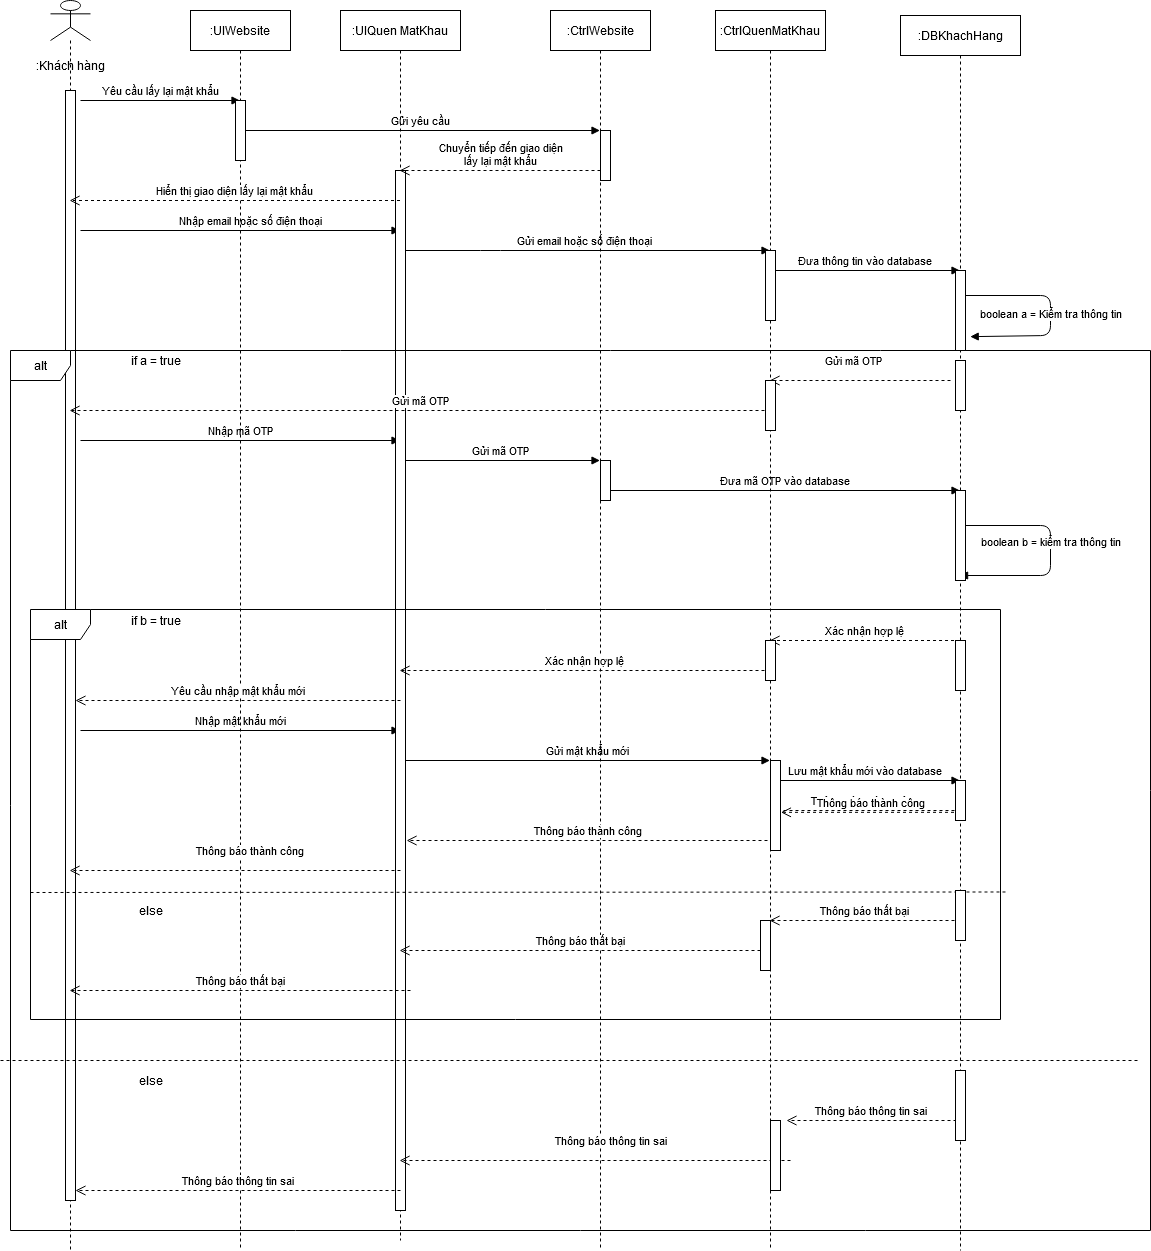 :UIWebsite
:UIQuen MatKhau
:CtrlWebsite
:CtrlQuenMatKhau
:DBKhachHang
:Khách hàng
Yêu cầu lấy lại mật khẩu
Gửi yêu cầu
Chuyển tiếp đến giao diện
lấy lại mật khẩu
Hiển thị giao diện lấy lại mật khẩu
Nhập email hoặc số điện thoại
Gửi email hoặc số điện thoại
Đưa thông tin vào database
boolean a = Kiểm tra thông tin
alt
if a = true
Gửi mã OTP
Gửi mã OTP
Nhập mã OTP
Gửi mã OTP
Đưa mã OTP vào database
boolean b = kiểm tra thông tin
alt
if b = true
Xác nhận hợp lệ
Xác nhận hợp lệ
Yêu cầu nhập mật khẩu mới
Nhập mật khẩu mới
Gửi mật khẩu mới
Lưu mật khẩu mới vào database
Thông báo thành công
Thông báo thành công
Thông báo thành công
else
Thông báo thất bại
Thông báo thất bại
Thông báo thất bại
else
Thông báo thông tin sai
Thông báo thông tin sai
Thông báo thông tin sai